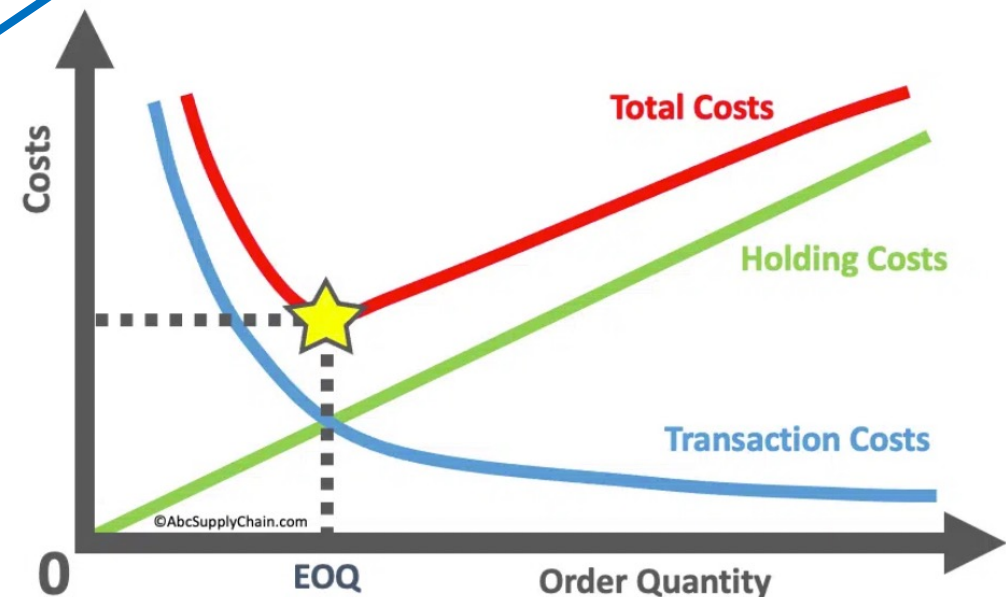 Costs
Total Costs
Holding Costs
Transaction Costs
©AbcSupplyChain.com
0
EOQ
Order Quantity